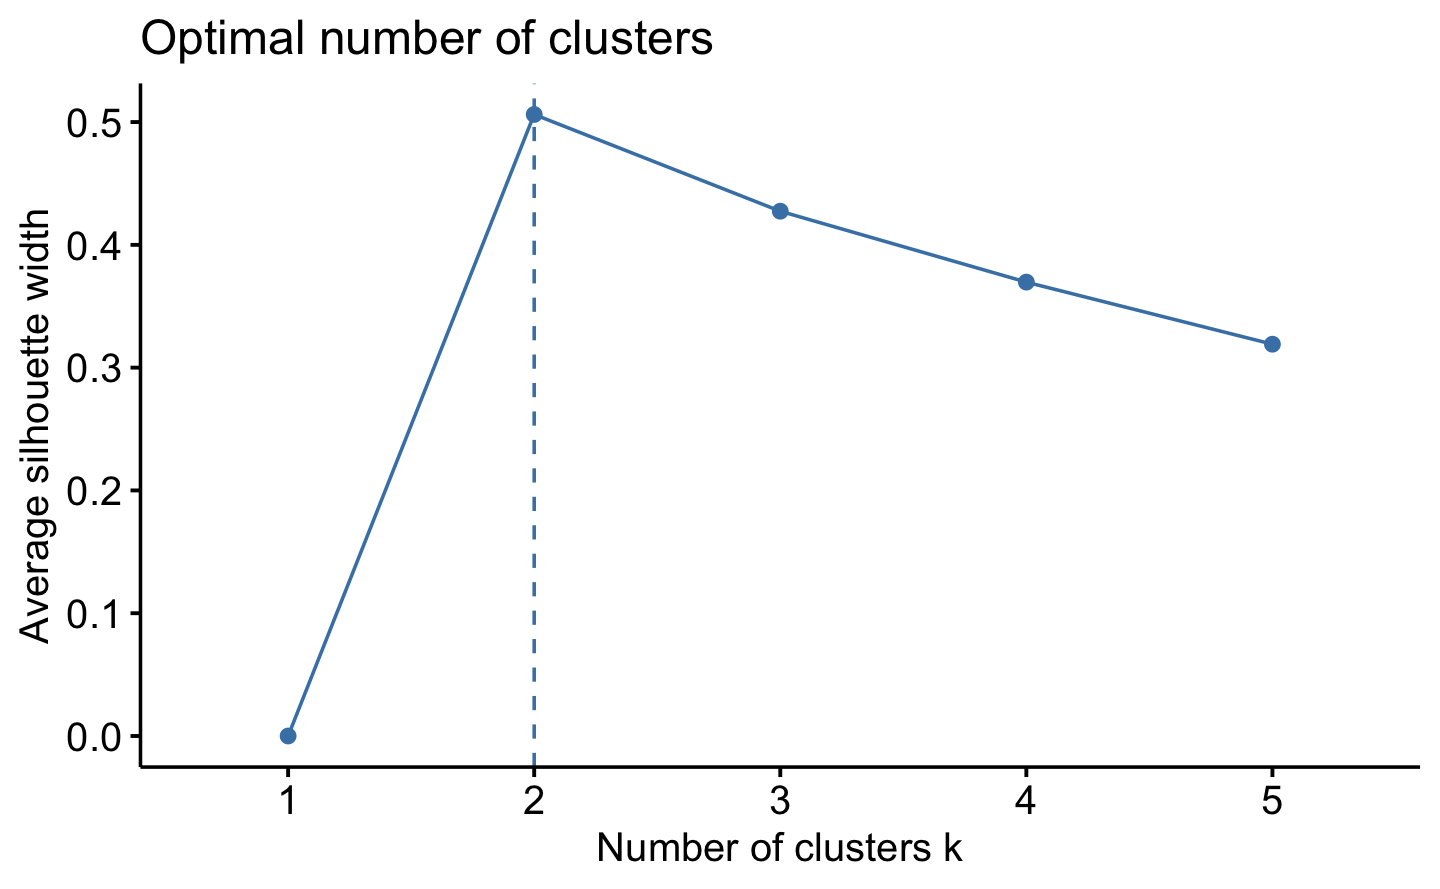 Optimal number of clusters
0.5
0.4
0.3
0.2
0.1
0.0
Average silhouette width
1 2 3 4 5
Number of clusters k